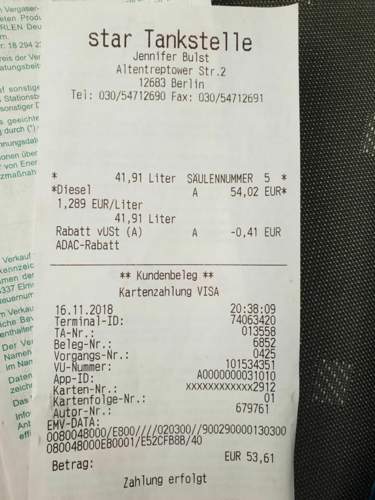 star Tankstelle
Jennifer Bulst
Altentreptower Str.2
12683 Berlin
Tel: 030/54712690 Fax: 030/54712691
* 41,91 Liter SÄULENNUMMER 5 *
*Diesel A 54,02 EUR*
1,289 EUR/Liter
41,91 Liter
Rabatt vUSt (A) A -0,41 EUR
ADAC-Rabatt
** Kundenbeleg **
Kartenzahlung VISA
16.11.2018 20:38:09
Terminal-ID: 74063420
TA-Nr.: 013558
Beleg-Nr.: 6852
Vorgangs-Nr.: 0425
VU-Nummer: 101534351
App-ID: A0000000031010
Karten-Nr.: xxxxxxxxxxxx2912
Kartenfolge-Nr.: 01
Autor-Nr.: 679761
EMV-DATA:
0080048000/E800////020300//9002900000130300
080048000EB0001/E52CFB8B/40
Betrag: EUR 53,61
Zahlung erfolgt